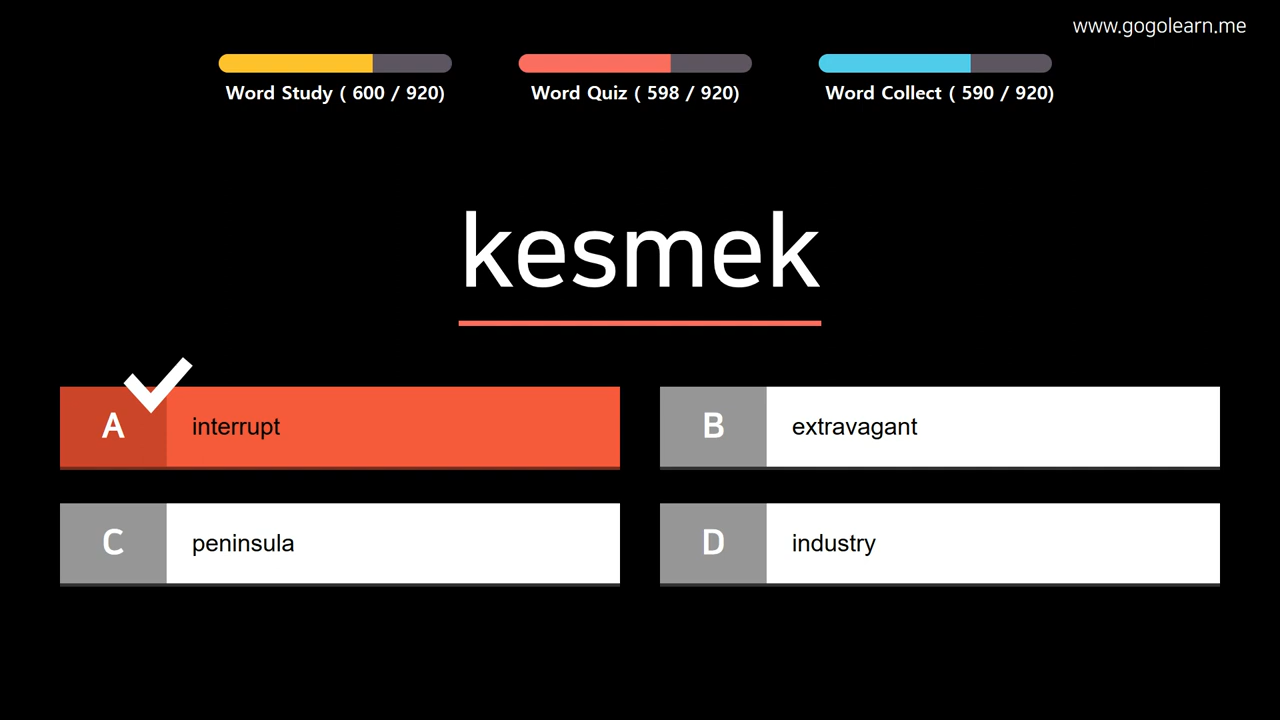 www.gogolearn.me
Word Study ( 600 / 920)
Word Quiz ( 598 / 920)
Word Collect ( 590 / 920)
kesmek
A interrupt
B extravagant
C peninsula
D industry